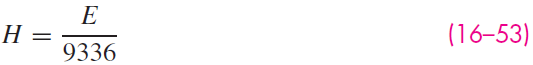 H = E / 9336 (16–53)